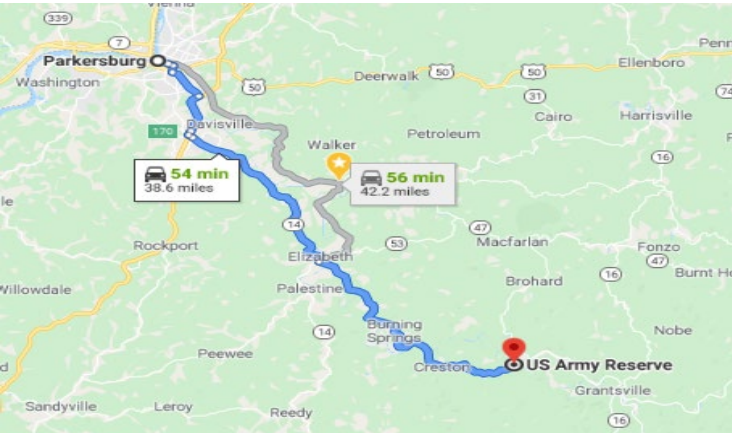 Vienna
339
7
Parkersburg
Washington
50
Deerwalk
50
50
Ellenboro
Penn
74
31
Cairo
Harrisville
170
Davisville
Walker
Petroleum
16
54 min
38.6 miles
56 min
42.2 miles
14
47
53
Macfarlan
Fonzo
47
Rockport
Elizabeth
Palestine
Brohard
16
Burnt Ho
Willowdale
14
Burning
Springs
Nobe
Peewee
Creston
US Army Reserve
Grantsville
Sandyville
Leroy
Reedy
16